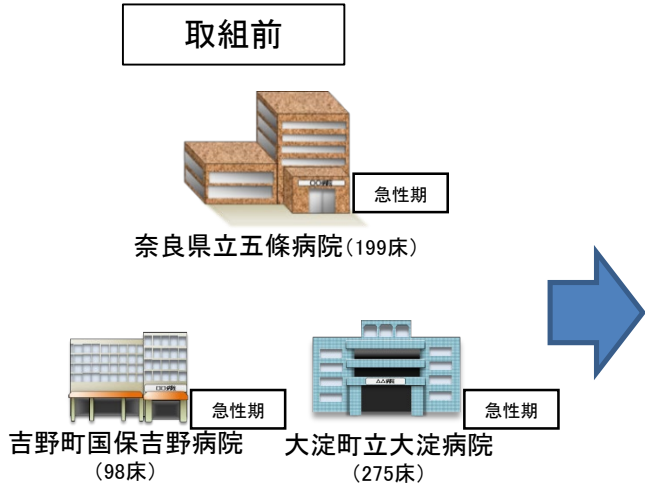 取組前
急性期
奈良県立五條病院（199床）
急性期
急性期
吉野町国保吉野病院
（98床）
大淀町立大淀病院
（275床）